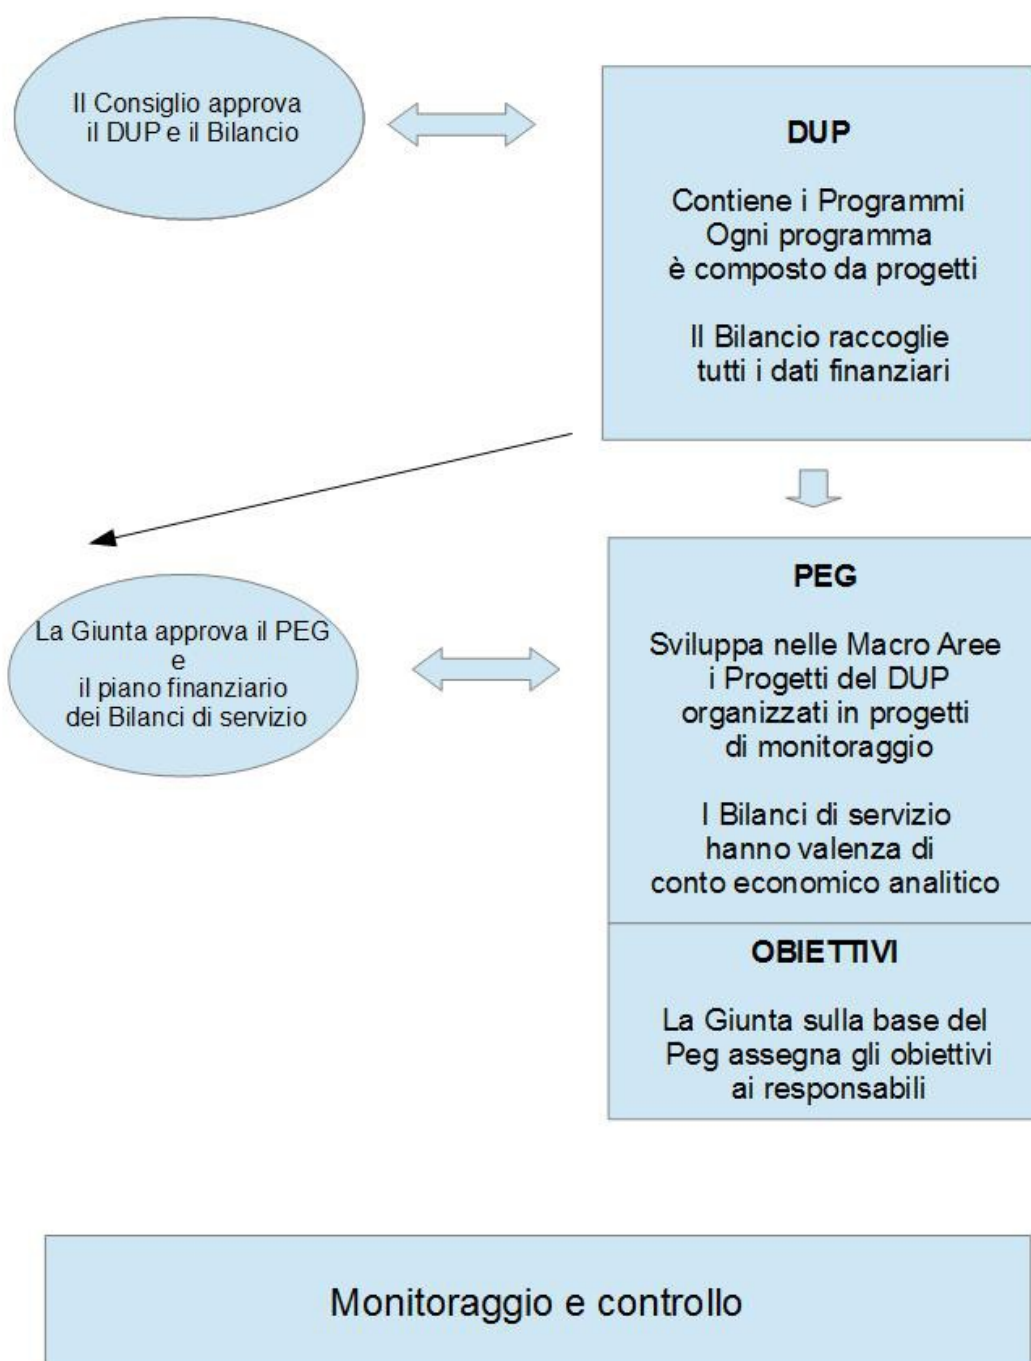 Il Consiglio approva
il DUP e il Bilancio
DUP
Contiene i Programmi
Ogni programma
è composto da progetti
Il Bilancio raccoglie
tutti i dati finanziari
La Giunta approva il PEG
e
il piano finanziario
dei Bilanci di servizio
PEG
Sviluppa nelle Macro Aree
i Progetti del DUP
organizzati in progetti
di monitoraggio
I Bilanci di servizio
hanno valenza di
conto economico analitico
OBIETTIVI
La Giunta sulla base del
Peg assegna gli obiettivi
ai responsabili
Monitoraggio e controllo